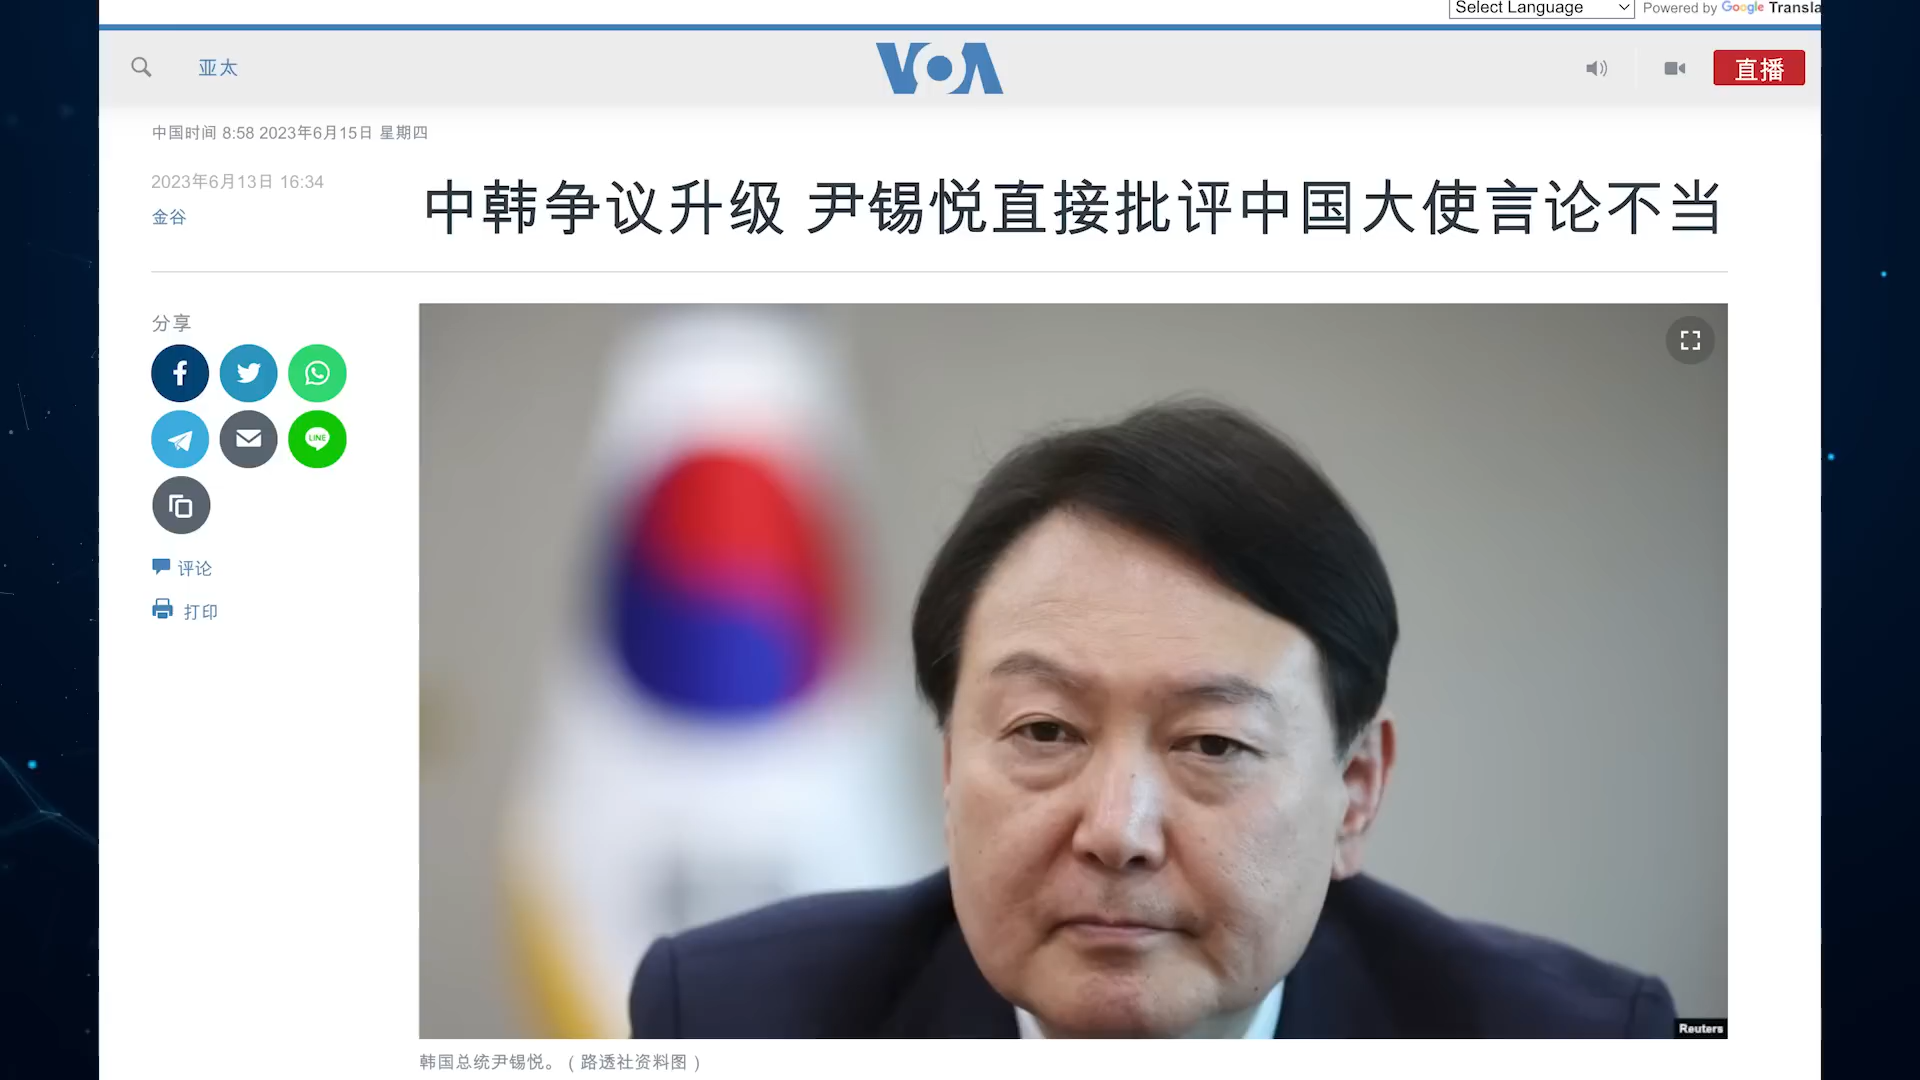 Select Language
Powered by Google Transla
亚太
VOA
直播
中国时间 8:58 2023年6月15日 星期四
2023年6月13日 16:34
金谷
中韩争议升级 尹锡悦直接批评中国大使言论不当
分享
LINE
评论
打印
Reuters
韩国总统尹锡悦。（路透社资料图）